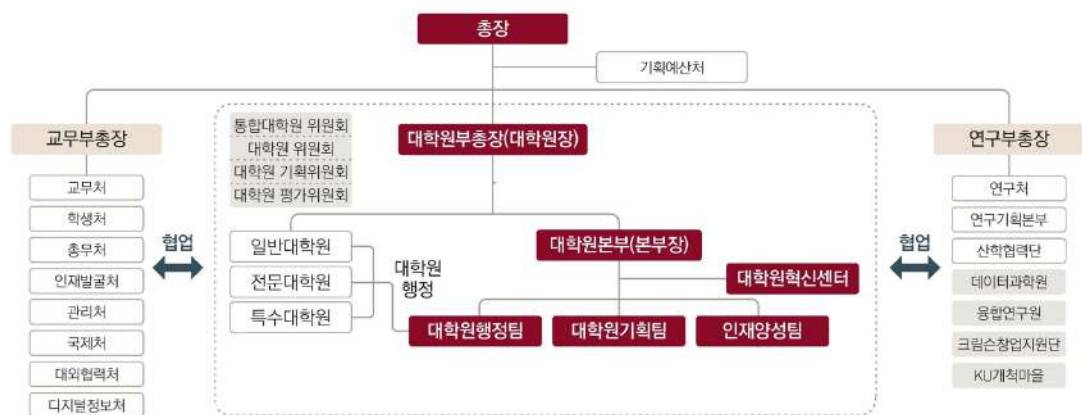 총장
기획예산처
교무부총장
교무처
학생처
총무처
인재발굴처
관리처
국제처
대외협력처
디지털정보처
협업
통합대학원 위원회
대학원 위원회
대학원 기획위원회
대학원 평가위원회
대학원부총장(대학원장)
일반대학원
전문대학원
특수대학원
대학원
행정
대학원본부(본부장)
대학원혁신센터
대학원행정팀
대학원기획팀
인재양성팀
협업
연구부총장
연구처
연구기획본부
산학협력단
데이터과학원
융합연구원
크림슨창업지원단
KU개척마을